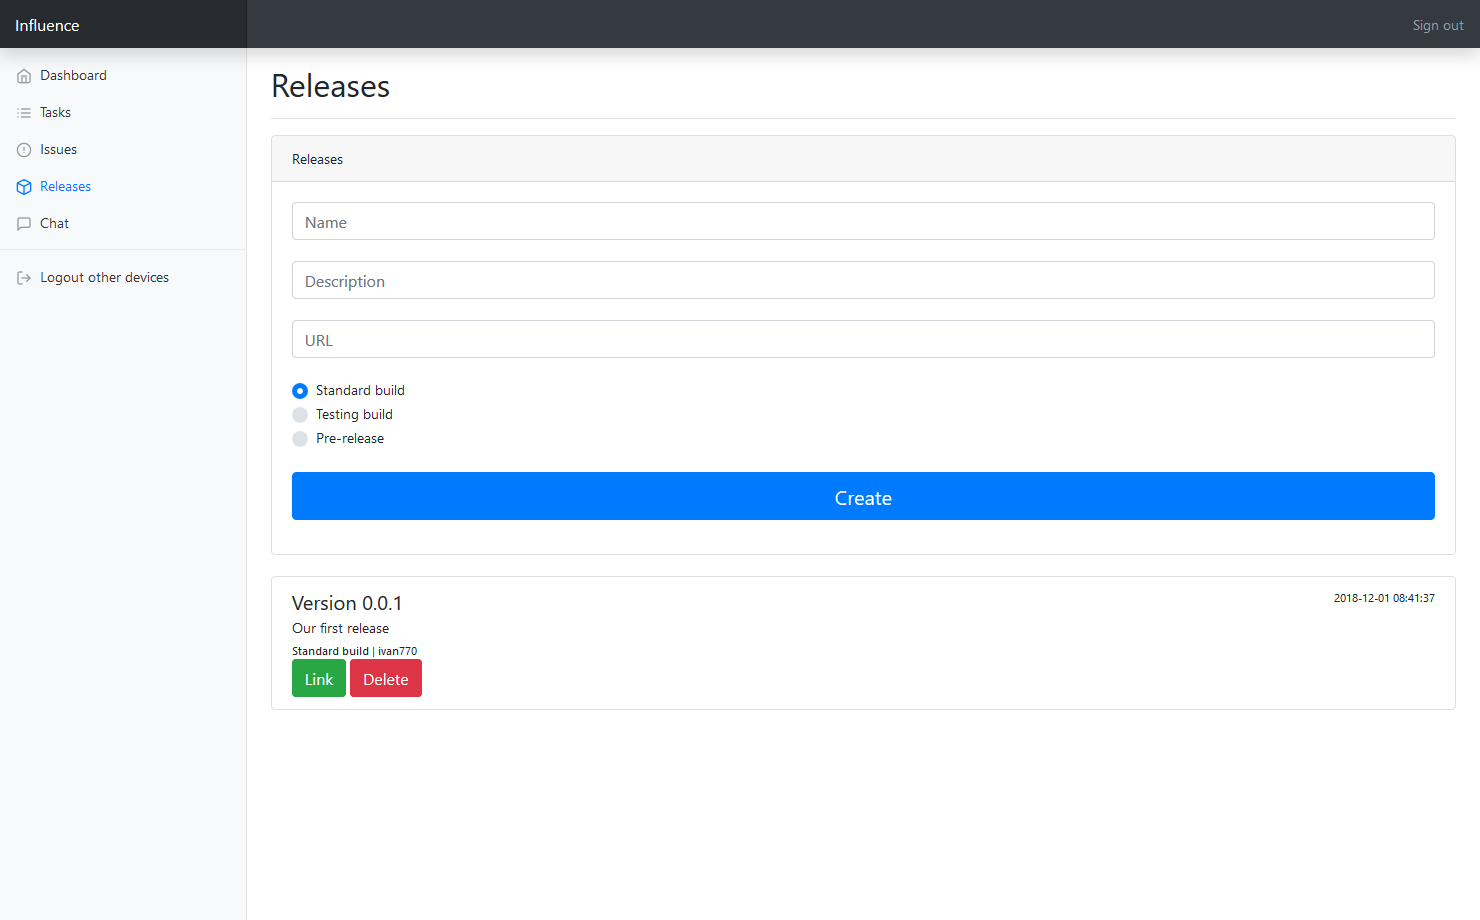 Influence
Sign out
Dashboard
Tasks
Issues
Releases
Chat
Logout other devices
Releases
Releases
Name
Description
URL
Standard build
Testing build
Pre-release
Create
Version 0.0.1
2018-12-01 08:41:37
Our first release
Standard build | ivan770
Link Delete